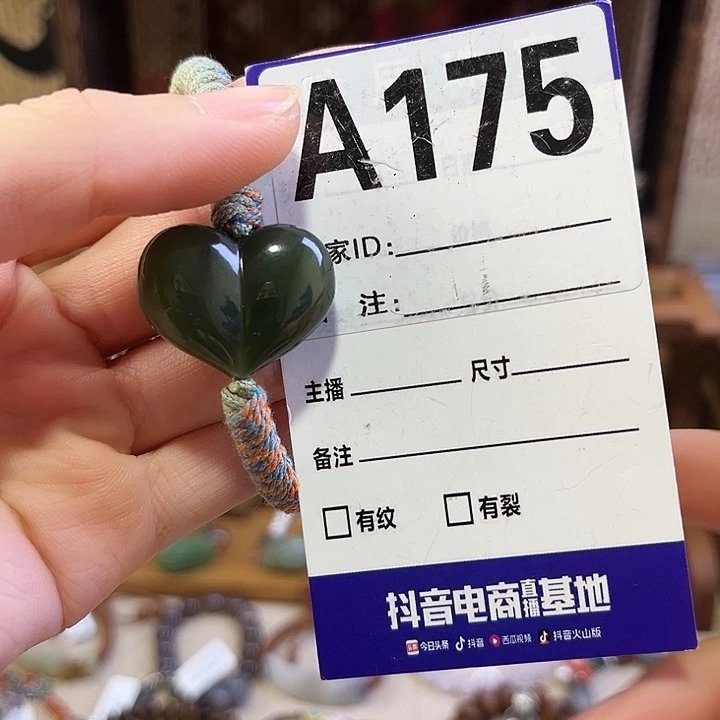 A175
家ID:
注:
主播 尺寸
备注
有纹 有裂
抖音电商直播基地
今日头条 抖音 西瓜视频 抖音火山版